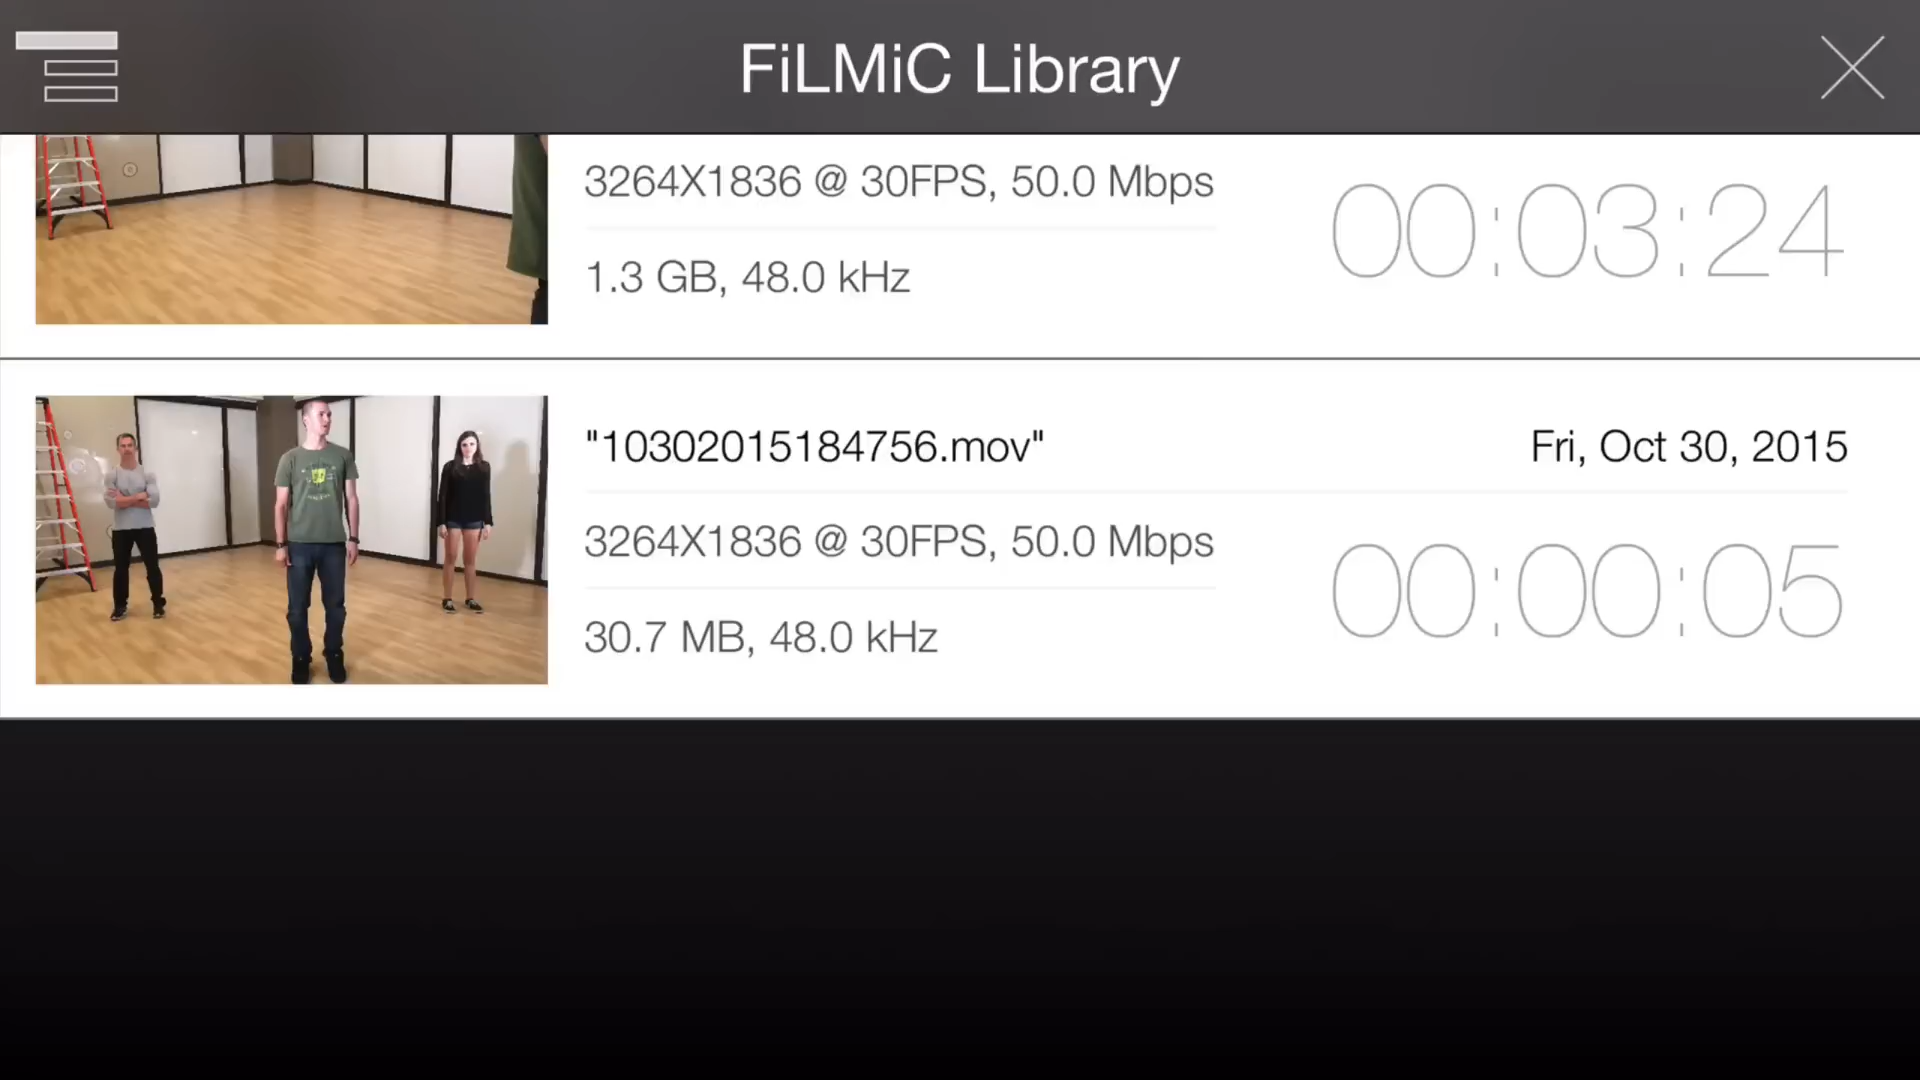 FiLMiC Library
3264X1836 @ 30FPS, 50.0 Mbps
1.3 GB, 48.0 kHz
00:03:24
"10302015184756.mov"
Fri, Oct 30, 2015
3264X1836 @ 30FPS, 50.0 Mbps
30.7 MB, 48.0 kHz
00:00:05